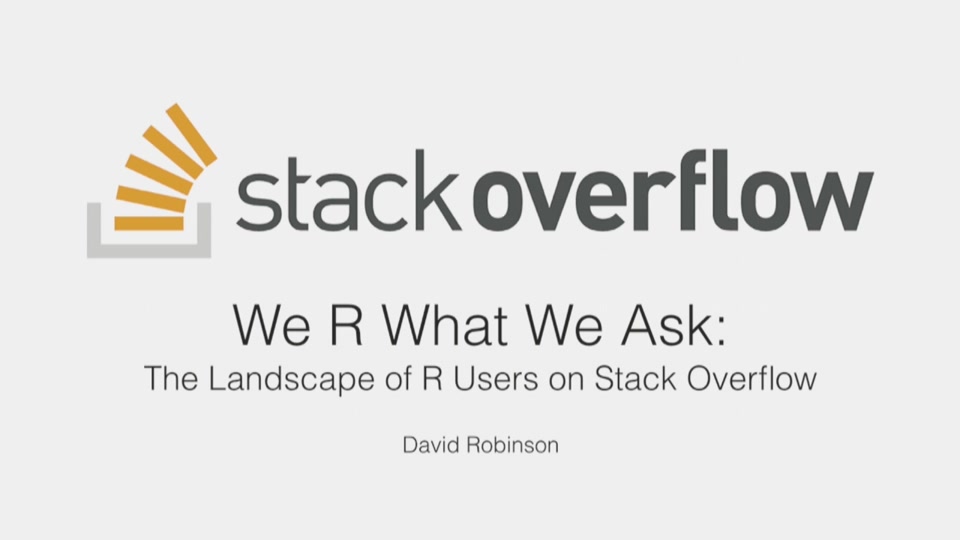 stackoverflow
We R What We Ask:
The Landscape of R Users on Stack Overflow
David Robinson